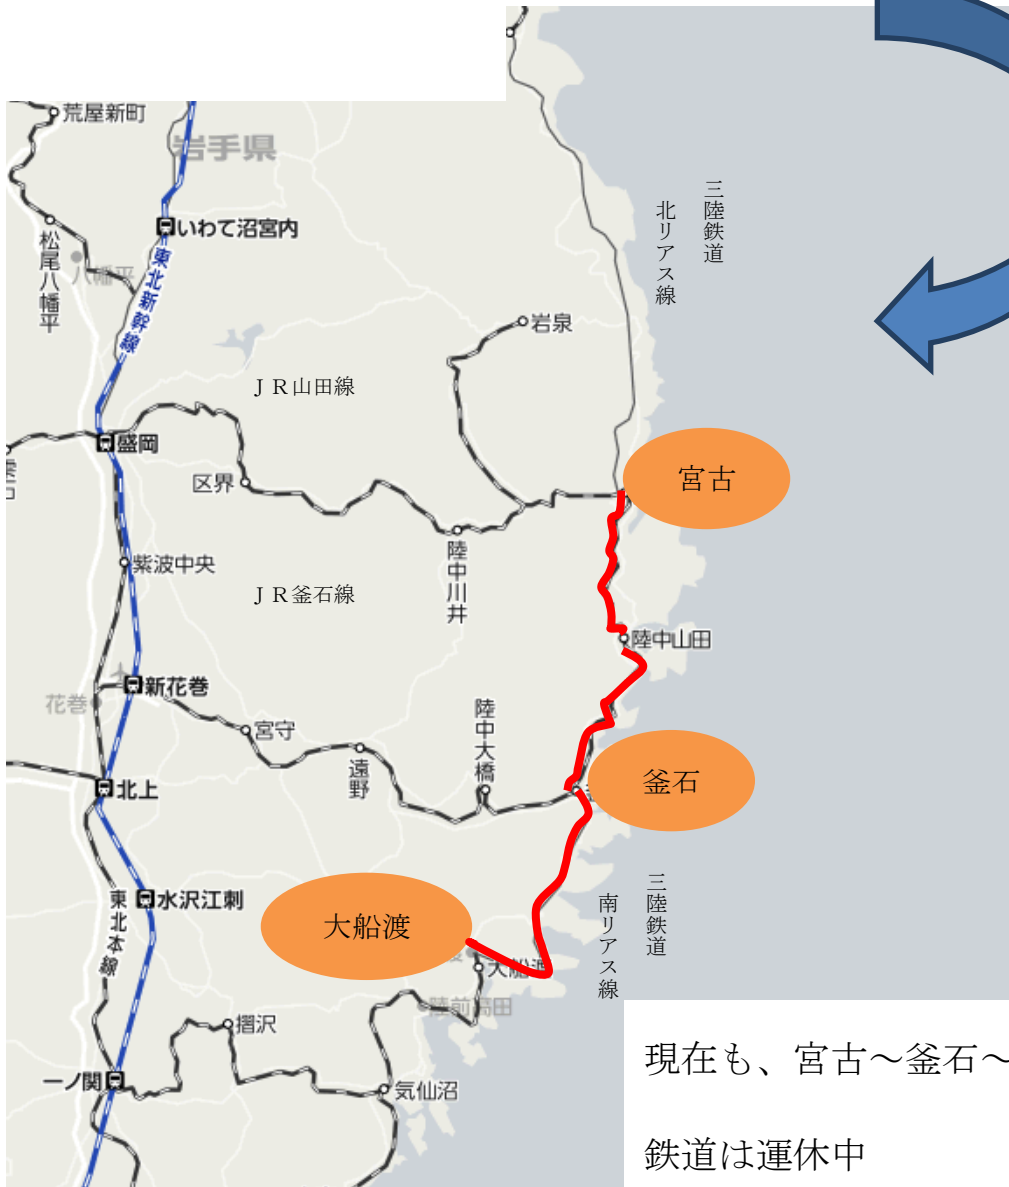 荒屋新町
岩手県
いわて沼宮内
三陸鉄道
北リアス線
松尾八幡平
八幡平
東北新幹線
岩泉
ＪＲ山田線
盛岡
宮古
区界
陸中川井
紫波中央
ＪＲ釜石線
陸中山田
新花巻
花巻
宮守
陸中大橋
遠野
釜石
北上
三陸鉄道
南リアス線
水沢江刺
東北本線
大船渡
大船渡
陸前高田
摺沢
一ノ関
気仙沼
現在も、宮古～釜石～
鉄道は運休中